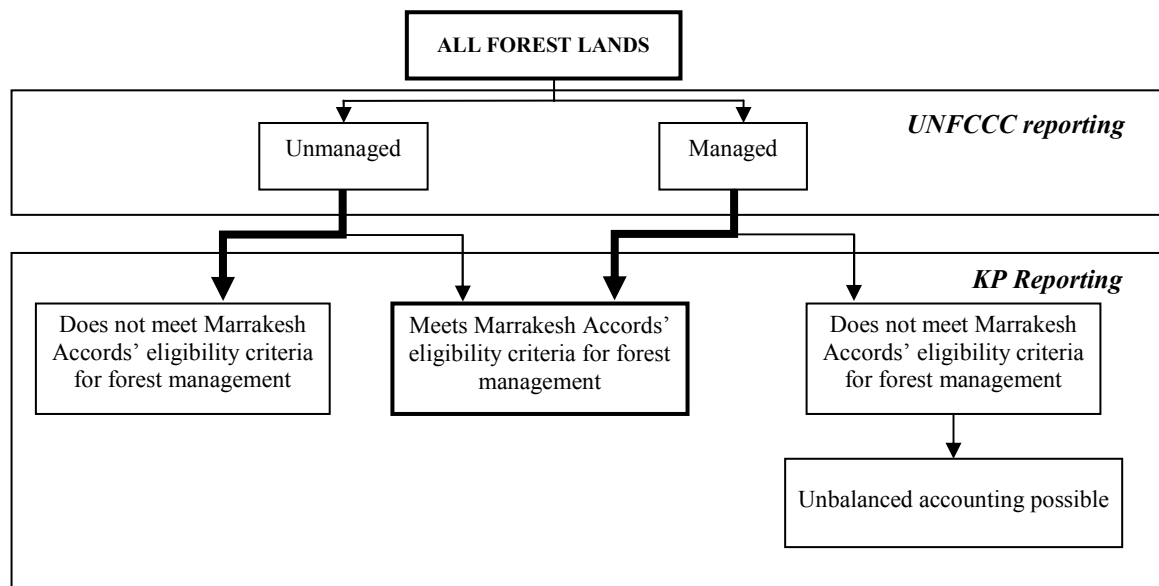 ALL FOREST LANDS
UNFCCC reporting
Unmanaged
Managed
KP Reporting
Does not meet Marrakesh
Accords’ eligibility criteria
for forest management
Meets Marrakesh Accords’
eligibility criteria for forest
management
Does not meet Marrakesh
Accords’ eligibility criteria
for forest management
Unbalanced accounting possible